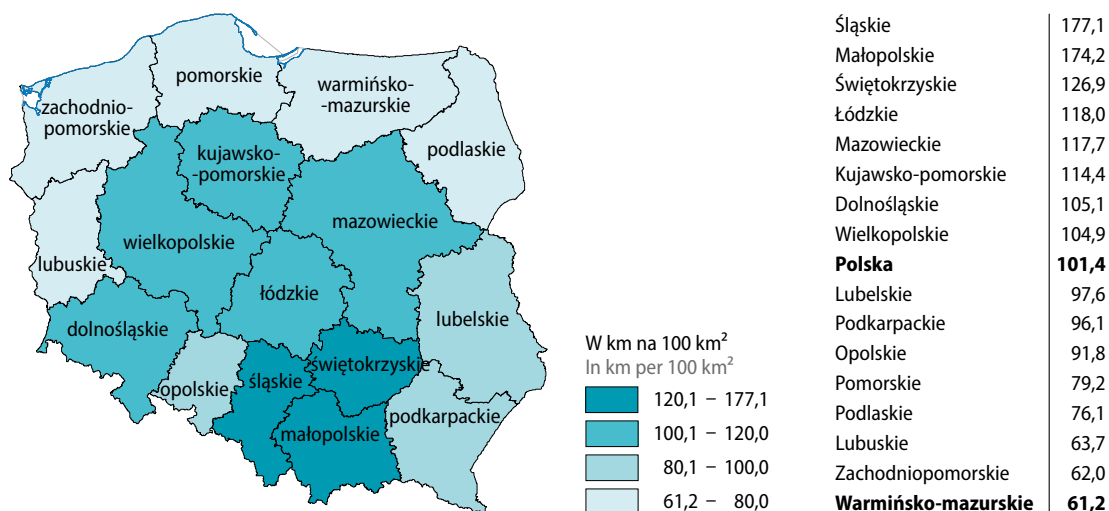 pomorskie
warmińsko-
-mazurskie
zachodnio-
pomorskie
podlaskie
kujawsko-
-pomorskie
mazowieckie
wielkopolskie
lubuskie
łódzkie
dolnośląskie
lubelskie
opolskie
śląskie
świętokrzyskie
małopolskie
podkarpackie
W km na 100 km²
In km per 100 km²
120,1 – 177,1
100,1 – 120,0
80,1 – 100,0
61,2 – 80,0
Śląskie 177,1
Małopolskie 174,2
Świętokrzyskie 126,9
Łódzkie 118,0
Mazowieckie 117,7
Kujawsko-pomorskie 114,4
Dolnośląskie 105,1
Wielkopolskie 104,9
Polska 101,4
Lubelskie 97,6
Podkarpackie 96,1
Opolskie 91,8
Pomorskie 79,2
Podlaskie 76,1
Lubuskie 63,7
Zachodniopomorskie 62,0
Warmińsko-mazurskie 61,2